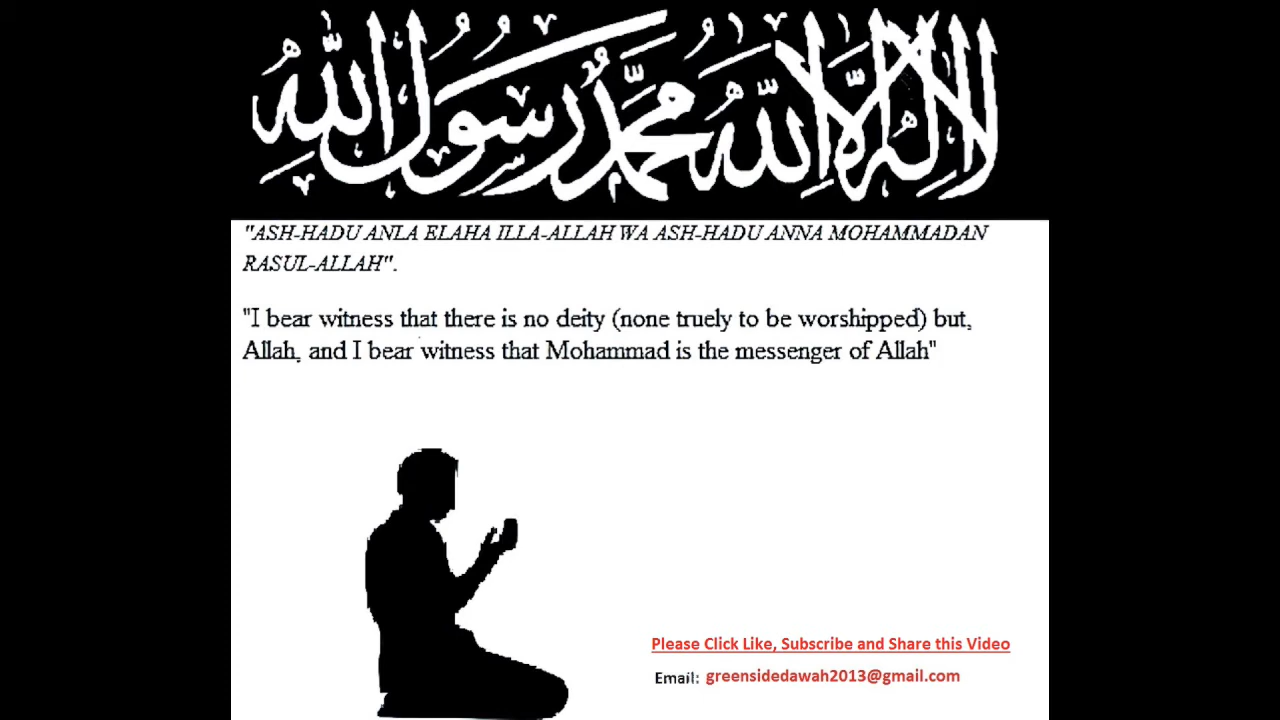 لا إله إلا الله محمد رسول الله
"ASH-HADU ANLA ELAHA ILLA-ALLAH WA ASH-HADU ANNA MOHAMMADAN
RASUL-ALLAH".
"I bear witness that there is no deity (none truely to be worshipped) but,
Allah, and I bear witness that Mohammad is the messenger of Allah"
Please Click Like, Subscribe and Share this Video
Email: greensidedawah2013@gmail.com